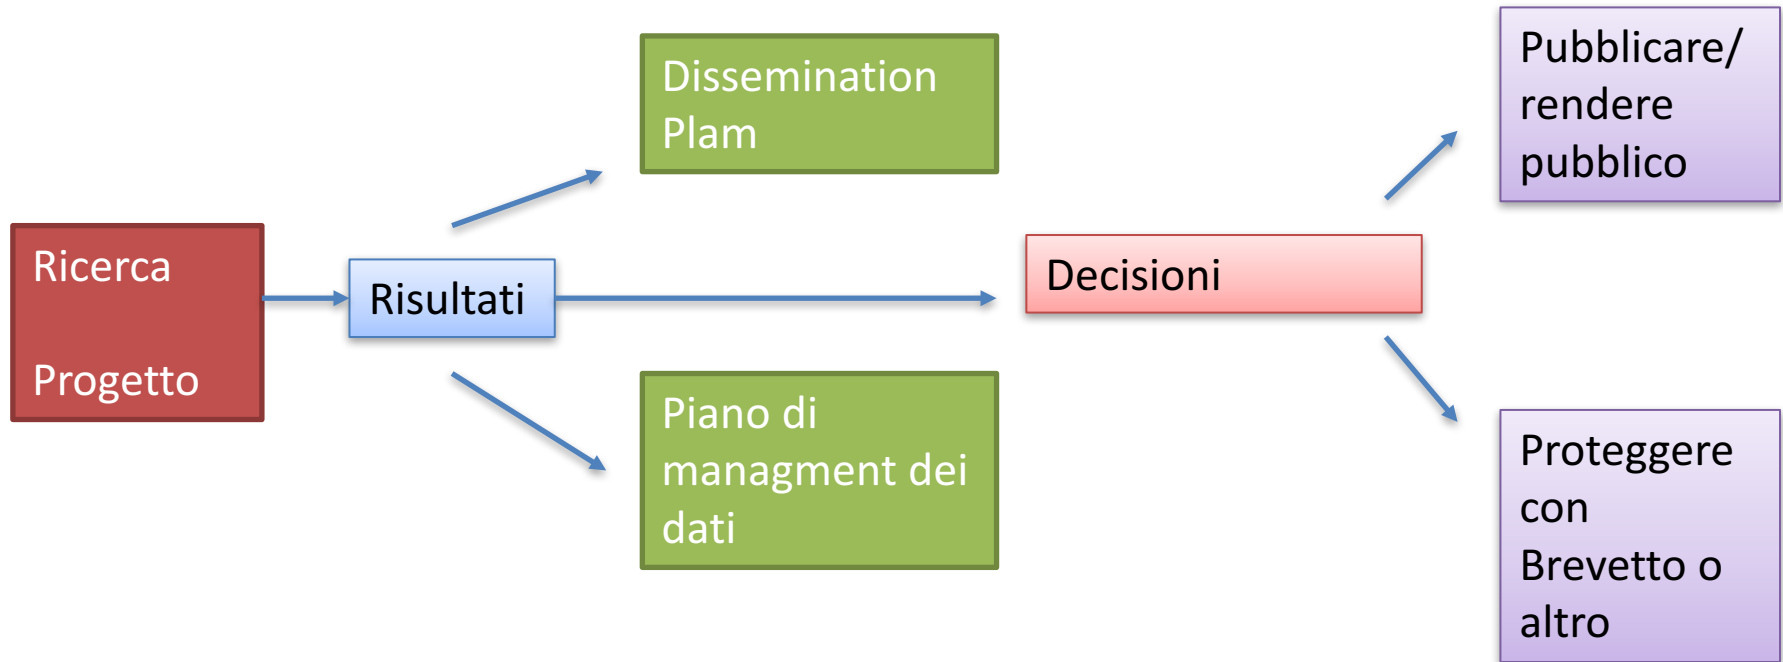 Ricerca
Progetto
Risultati
Dissemination
Plam
Piano di
managment dei
dati
Decisioni
Pubblicare/
rendere
pubblico
Proteggere
con
Brevetto o
altro